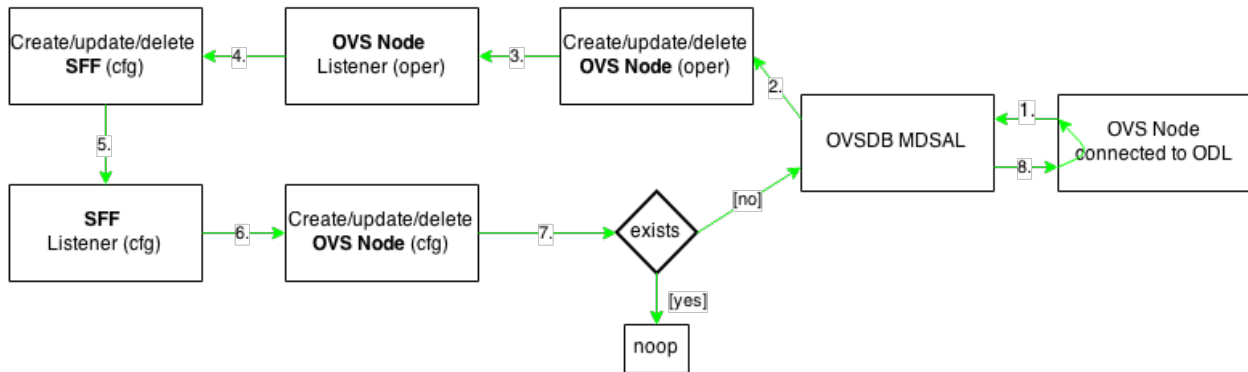 Create/update/delete
SFF (cfg)
4.
OVS Node
Listener (oper)
3.
Create/update/delete
OVS Node (oper)
2.
OVSDB MDSAL
1.
8.
OVS Node
connected to ODL
5.
SFF
Listener (cfg)
6.
Create/update/delete
OVS Node (cfg)
7.
exists
[no]
[yes]
noop